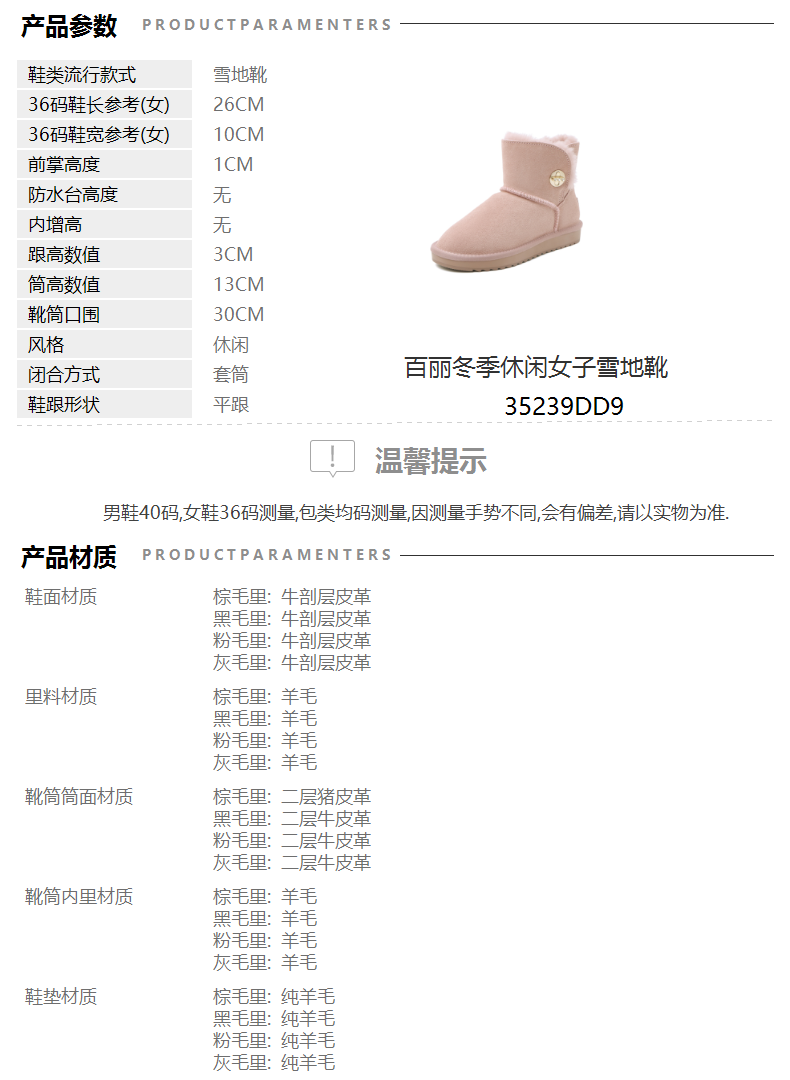 产品参数 PRODUCTPARAMENTERS
鞋类流行款式 雪地靴
36码鞋长参考(女) 26CM
36码鞋宽参考(女) 10CM
前掌高度 1CM
防水台高度 无
内增高 无
跟高数值 3CM
筒高数值 13CM
靴筒口围 30CM
风格 休闲
闭合方式 套筒
鞋跟形状 平跟
百丽冬季休闲女子雪地靴
35239DD9
! 温馨提示
男鞋40码,女鞋36码测量,包类均码测量,因测量手势不同,会有偏差,请以实物为准.
产品材质 PRODUCTPARAMENTERS
鞋面材质 棕毛里: 牛剖层皮革
黑毛里: 牛剖层皮革
粉毛里: 牛剖层皮革
灰毛里: 牛剖层皮革
里料材质 棕毛里: 羊毛
黑毛里: 羊毛
粉毛里: 羊毛
灰毛里: 羊毛
靴筒筒面材质 棕毛里: 二层猪皮革
黑毛里: 二层牛皮革
粉毛里: 二层牛皮革
灰毛里: 二层牛皮革
靴筒内里材质 棕毛里: 羊毛
黑毛里: 羊毛
粉毛里: 羊毛
灰毛里: 羊毛
鞋垫材质 棕毛里: 纯羊毛
黑毛里: 纯羊毛
粉毛里: 纯羊毛
灰毛里: 纯羊毛